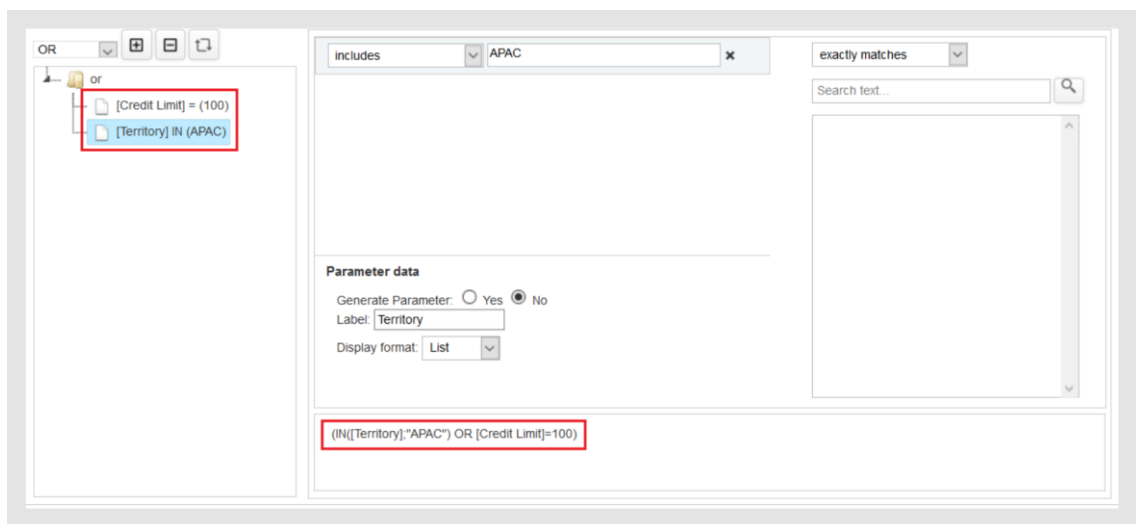 OR
or
[Credit Limit] = (100)
[Territory] IN (APAC)
includes
APAC
exactly matches
Search text...
Parameter data
Generate Parameter: Yes No
Label: Territory
Display format: List
(IN([Territory];"APAC") OR [Credit Limit]=100)